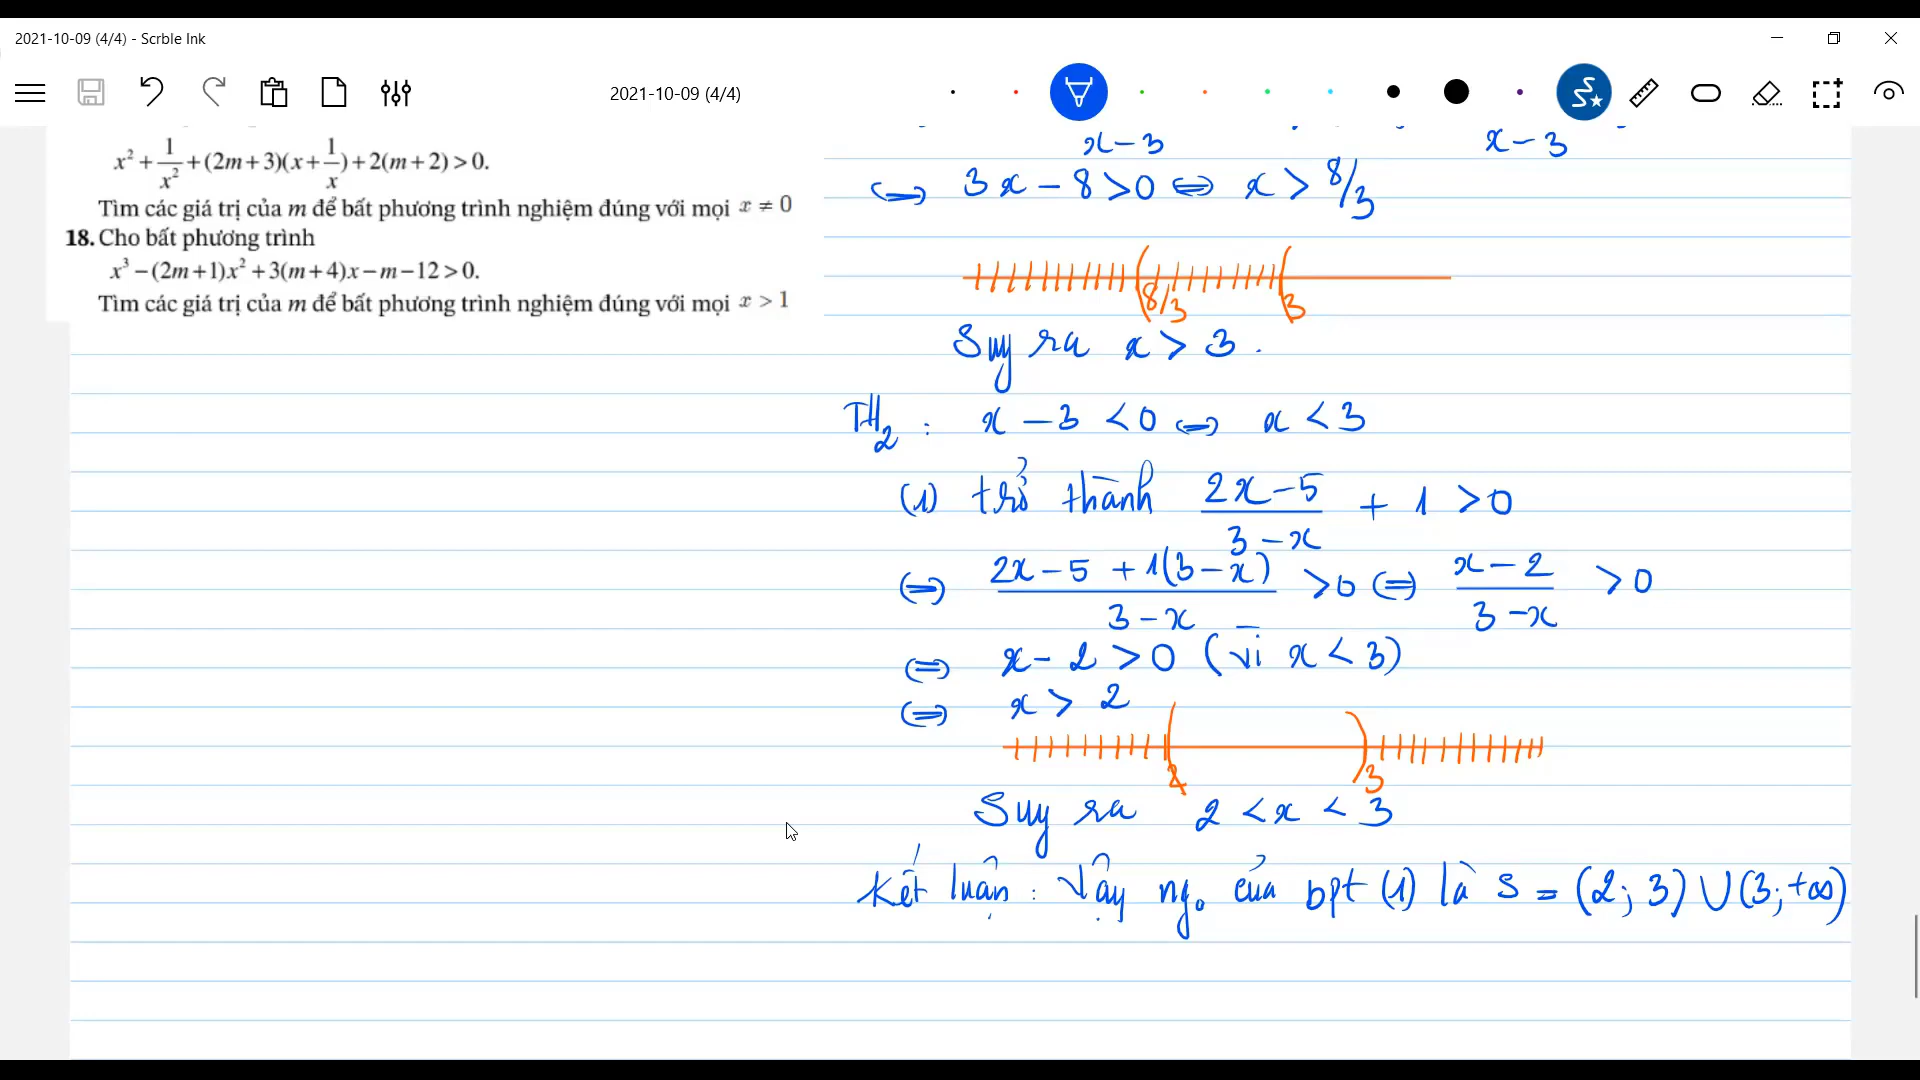 2021-10-09 (4/4) - Scrble Ink
2021-10-09 (4/4)
x² + 1/x² + (2m+3)(x + 1/x) + 2(m+2) > 0.
Tìm các giá trị của m để bất phương trình nghiệm đúng với mọi x ≠ 0
18. Cho bất phương trình
x³ − (2m+1)x² + 3(m+4)x − m − 12 > 0.
Tìm các giá trị của m để bất phương trình nghiệm đúng với mọi x > 1
x − 3 x − 3
⇔ 3x − 8 > 0 ⇔ x > 8/3
8/3 3
Suy ra x > 3.
TH2: x − 3 < 0 ⇔ x < 3
(1) trở thành (2x − 5)/(3 − x) + 1 > 0
⇔ (2x − 5 + 1(3 − x))/(3 − x) > 0 ⇔ (x − 2)/(3 − x) > 0
⇔ x − 2 > 0 (vì x < 3)
⇔ x > 2
2 3
Suy ra 2 < x < 3
Kết luận: Vậy ng. của bpt (1) là S = (2; 3) ∪ (3; +∞)